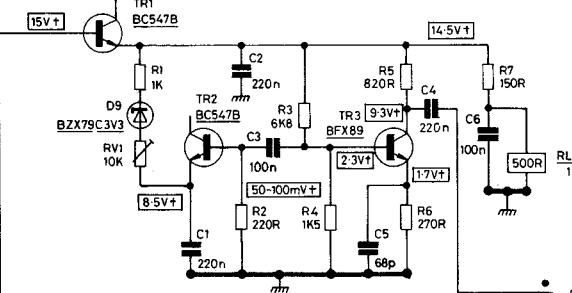 TR1
BC547B
15V†
14·5V†
R1
1K
C2
220n
R5
820R
C4
220n
R7
150R
D9
BZX79C3V3
TR2
BC547B
R3
6K8
TR3
BFX89
9·3V†
C6
100n
RV1
10K
C3
100n
2·3V†
500R
RL
1
1·7V†
8·5V†
50-100mV†
R2
220R
R4
1K5
R6
270R
C1
220n
C5
68p